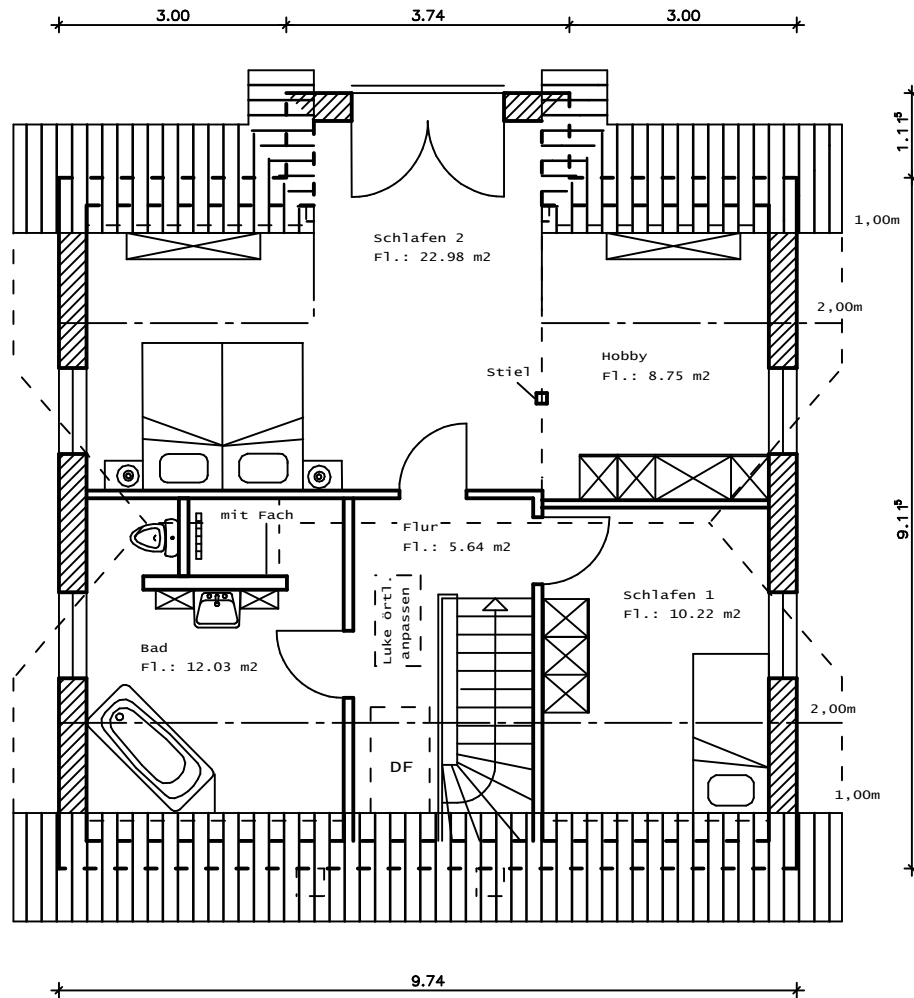 3.00 3.74 3.00
1.11⁵
1,00m
Schlafen 2
Fl.: 22.98 m2
2,00m
Hobby
Fl.: 8.75 m2
Stiel
mit Fach
Flur
Fl.: 5.64 m2
9.11⁵
Luke örtl.
anpassen
Schlafen 1
Fl.: 10.22 m2
Bad
Fl.: 12.03 m2
2,00m
DF
1,00m
9.74